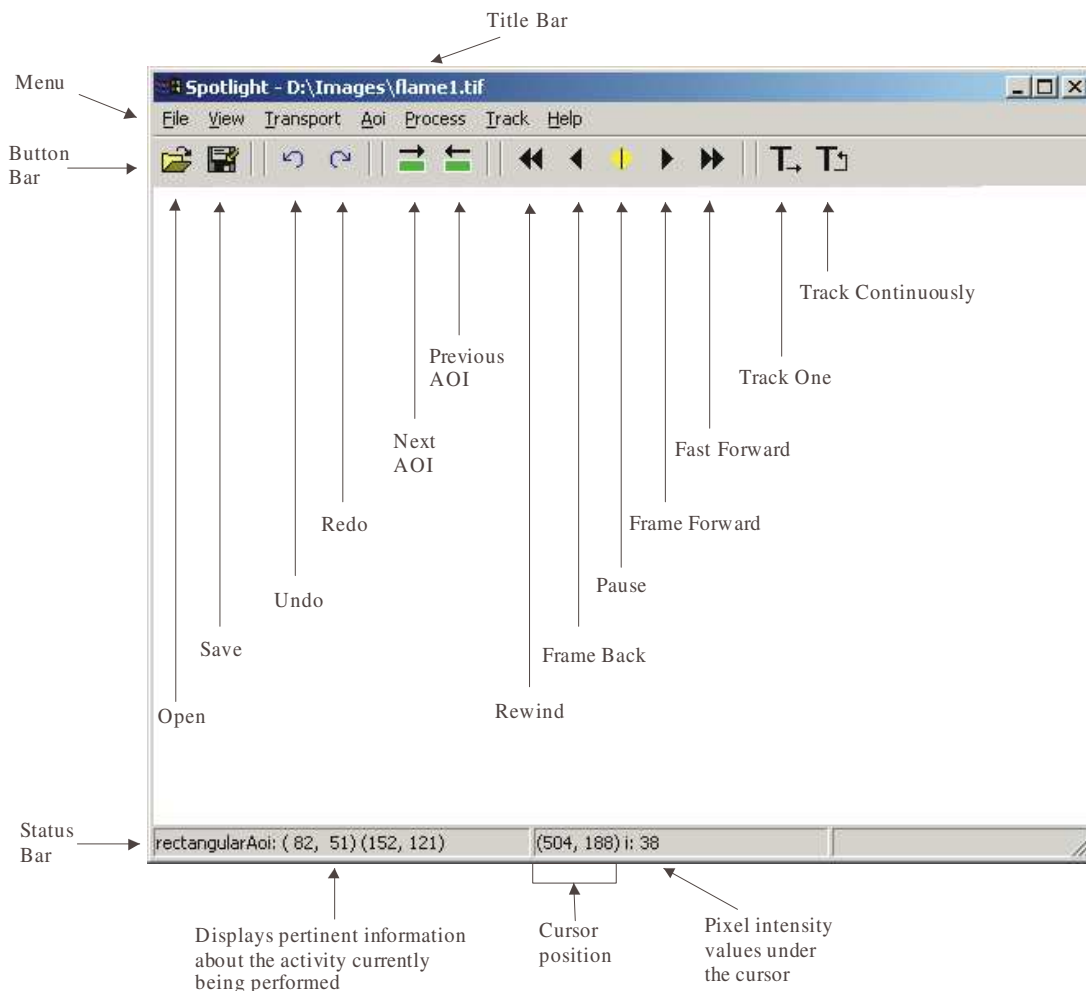 Title Bar
Menu
Spotlight - D:\Images\flame1.tif
File View Transport Aoi Process Track Help
Button
Bar
T→ T
Track Continuously
Previous
AOI
Track One
Next
AOI
Fast Forward
Redo
Frame Forward
Pause
Undo
Save
Frame Back
Open
Rewind
Status
Bar
rectangularAoi: ( 82, 51) (152, 121)
(504, 188) i: 38
Displays pertinent information
about the activity currently
being performed
Cursor
position
Pixel intensity
values under
the cursor